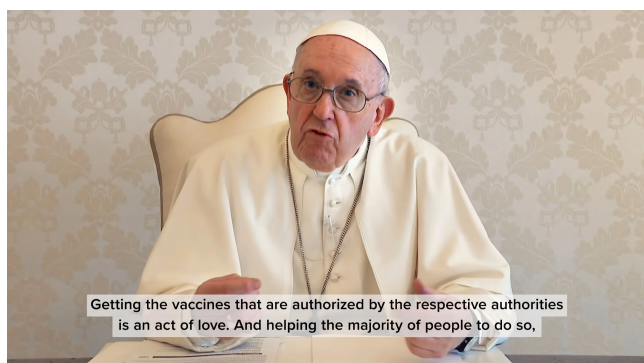 Getting the vaccines that are authorized by the respective authorities
is an act of love. And helping the majority of people to do so,